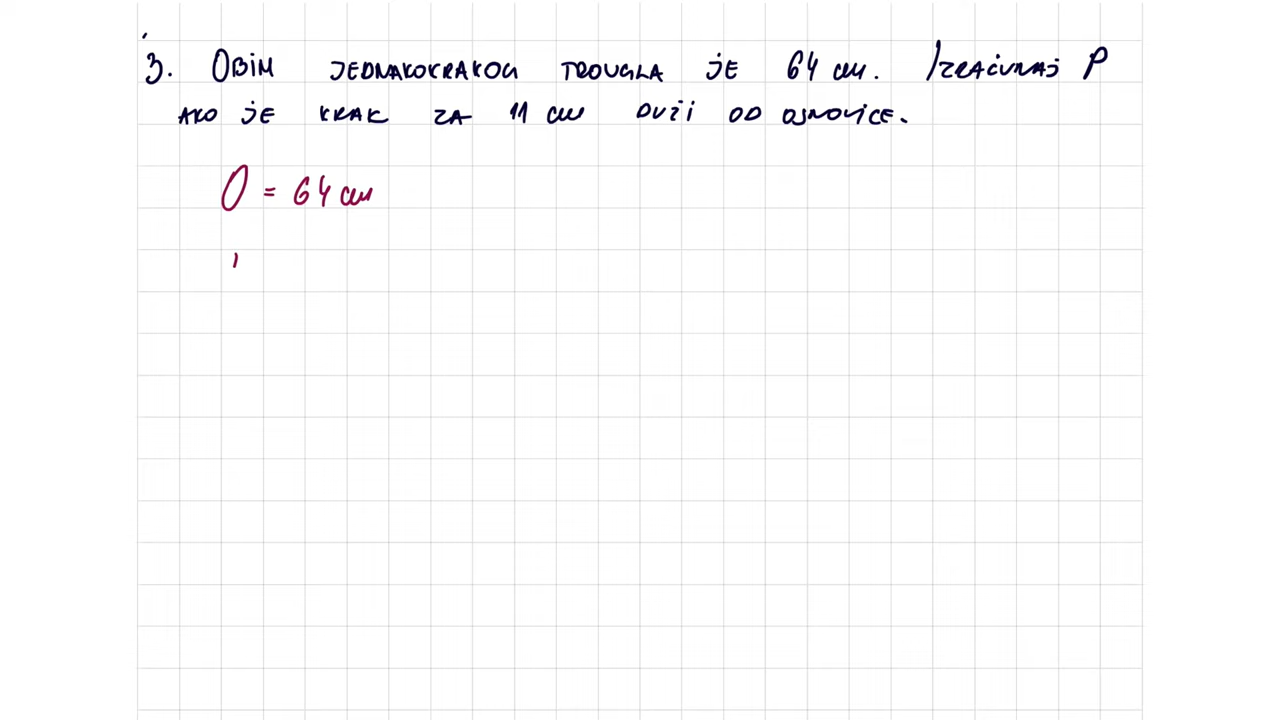 3. OBIM JEDNAKOKRAKOG TROUGLA JE 64 cm. IZRAČUNAJ P
AKO JE KRAK ZA 11 cm DUŽI OD OSNOVICE.
O = 64 cm